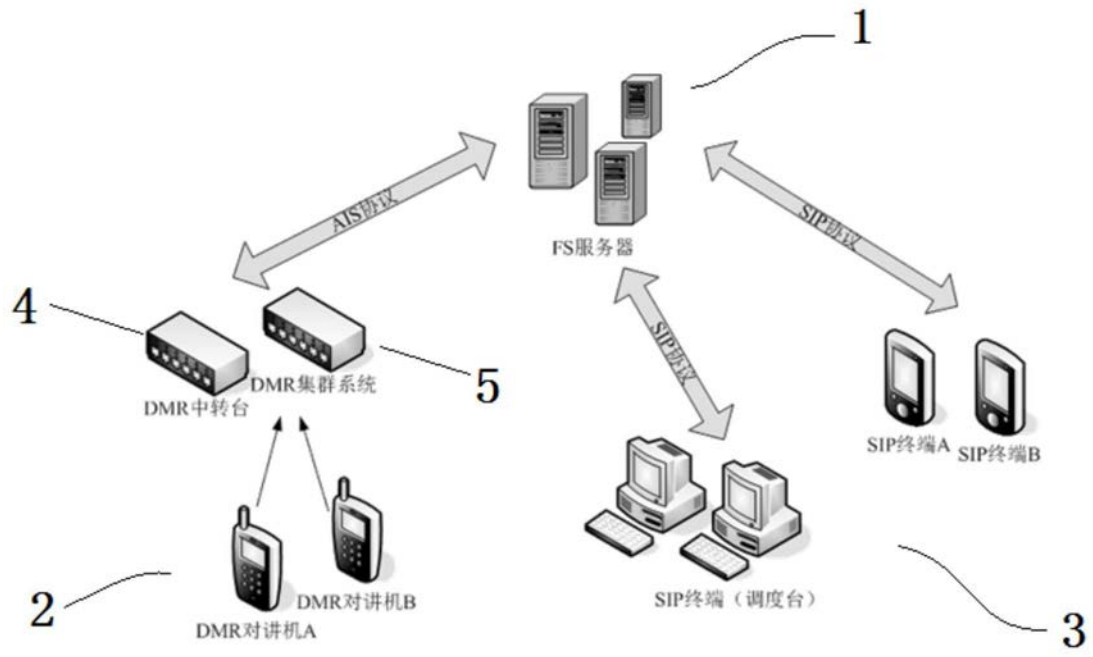 1
AIS协议
SIP协议
FS服务器
4
SIP协议
5
DMR集群系统
DMR中转台
SIP终端A
SIP终端B
2
DMR对讲机B
DMR对讲机A
SIP终端（调度台）
3